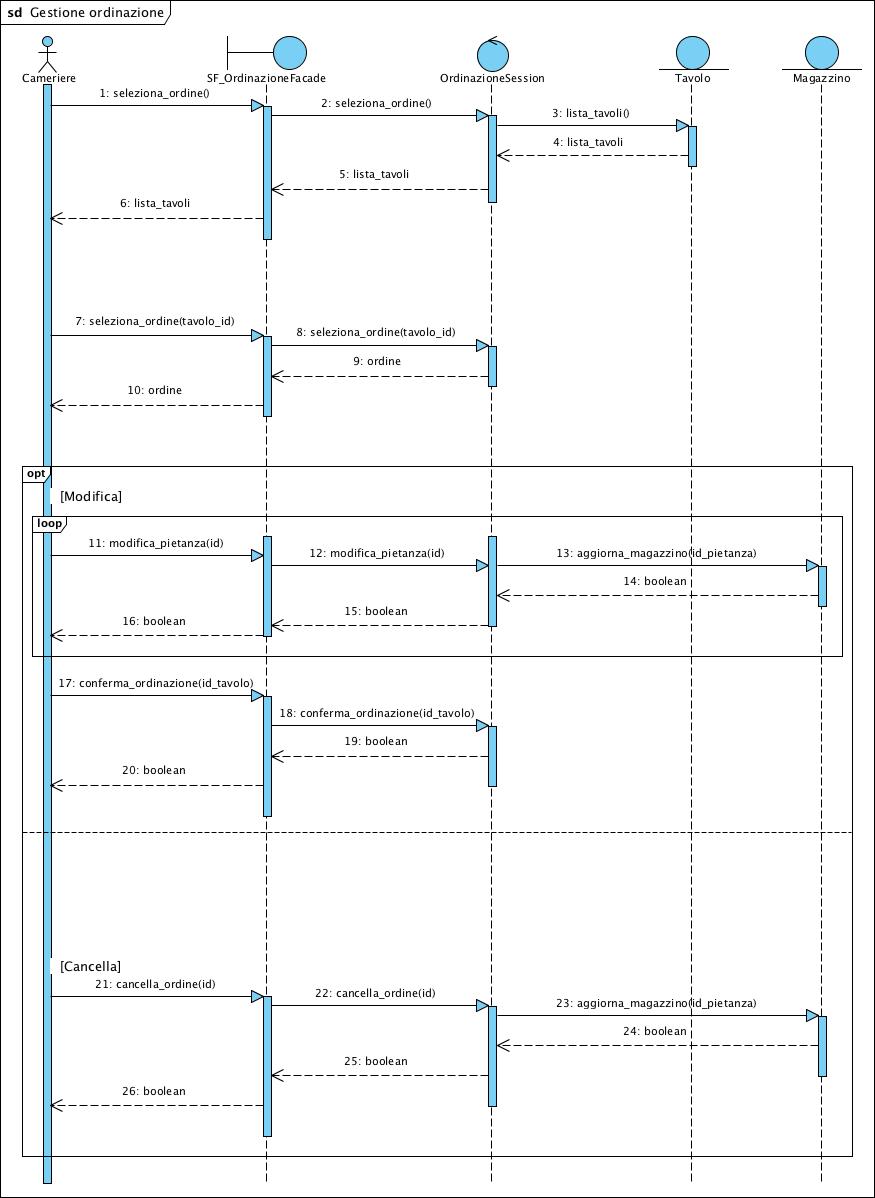 sd Gestione ordinazione
Cameriere
SF_OrdinazioneFacade
OrdinazioneSession
Tavolo
Magazzino
1: seleziona_ordine()
2: seleziona_ordine()
3: lista_tavoli()
4: lista_tavoli
5: lista_tavoli
6: lista_tavoli
7: seleziona_ordine(tavolo_id)
8: seleziona_ordine(tavolo_id)
9: ordine
10: ordine
opt
[Modifica]
loop
11: modifica_pietanza(id)
12: modifica_pietanza(id)
13: aggiorna_magazzino(id_pietanza)
14: boolean
15: boolean
16: boolean
17: conferma_ordinazione(id_tavolo)
18: conferma_ordinazione(id_tavolo)
19: boolean
20: boolean
[Cancella]
21: cancella_ordine(id)
22: cancella_ordine(id)
23: aggiorna_magazzino(id_pietanza)
24: boolean
25: boolean
26: boolean